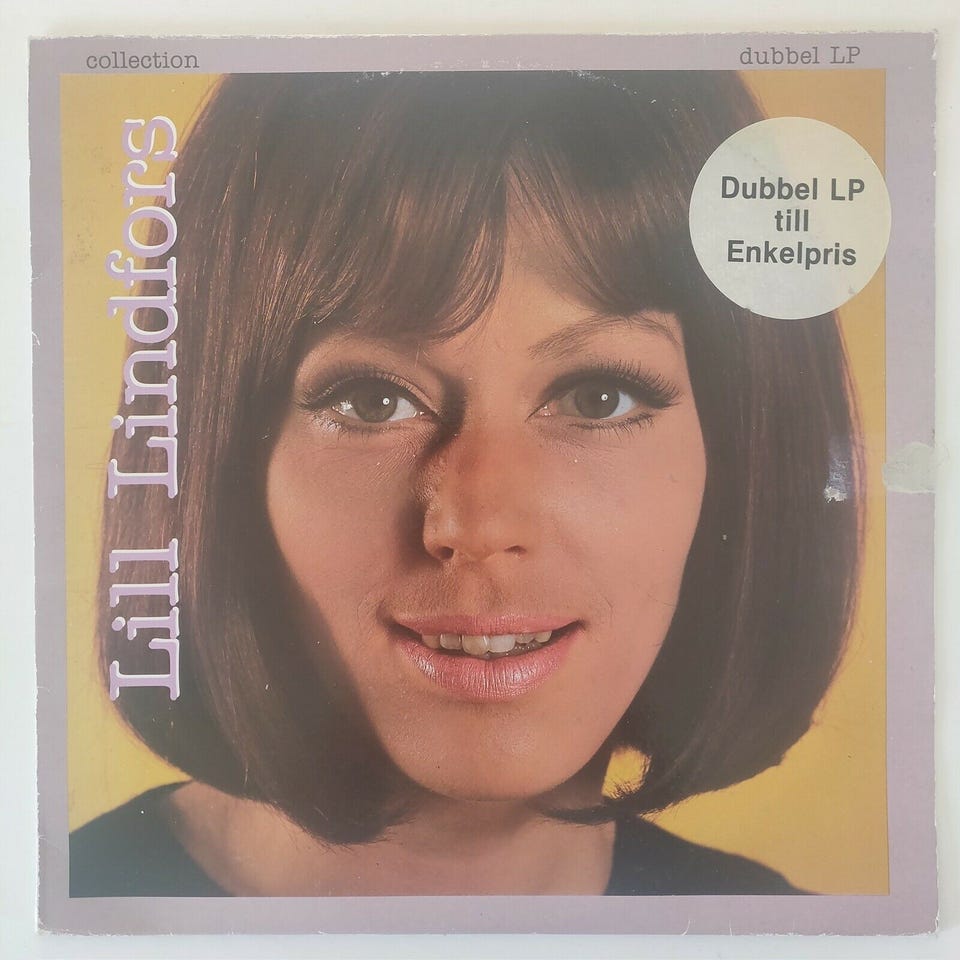 collection
dubbel LP
Lill Lindfors
Dubbel LP
till
Enkelpris